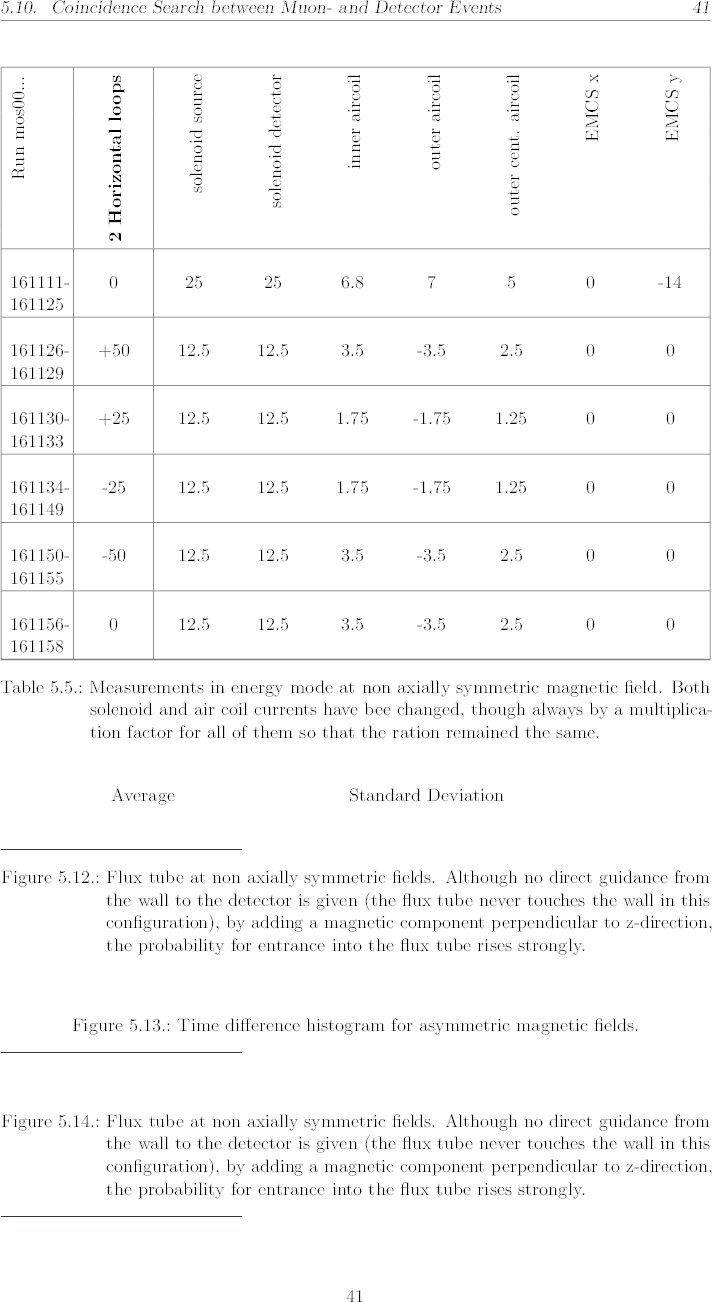 5.10. Coincidence Search between Muon- and Detector Events 41
Run mos00... 2 Horizontal loops solenoid source solenoid detector inner aircoil outer aircoil outer cent. aircoil EMCS x EMCS y
161111- 0 25 25 6.8 7 5 0 -14
161125
161126- +50 12.5 12.5 3.5 -3.5 2.5 0 0
161129
161130- +25 12.5 12.5 1.75 -1.75 1.25 0 0
161133
161134- -25 12.5 12.5 1.75 -1.75 1.25 0 0
161149
161150- -50 12.5 12.5 3.5 -3.5 2.5 0 0
161155
161156- 0 12.5 12.5 3.5 -3.5 2.5 0 0
161158
Table 5.5.: Measurements in energy mode at non axially symmetric magnetic field. Both
solenoid and air coil currents have bee changed, though always by a multiplica-
tion factor for all of them so that the ration remained the same.
Average Standard Deviation
Figure 5.12.: Flux tube at non axially symmetric fields. Although no direct guidance from
the wall to the detector is given (the flux tube never touches the wall in this
configuration), by adding a magnetic component perpendicular to z-direction,
the probability for entrance into the flux tube rises strongly.
Figure 5.13.: Time difference histogram for asymmetric magnetic fields.
Figure 5.14.: Flux tube at non axially symmetric fields. Although no direct guidance from
the wall to the detector is given (the flux tube never touches the wall in this
configuration), by adding a magnetic component perpendicular to z-direction,
the probability for entrance into the flux tube rises strongly.
41